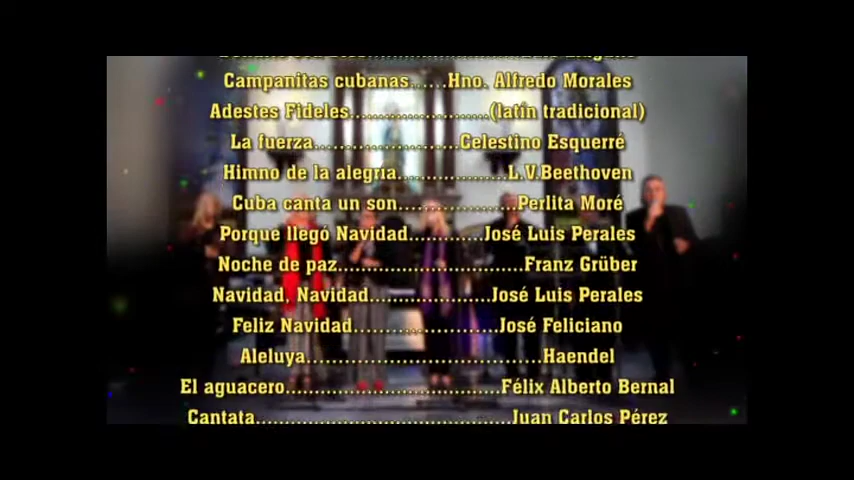 Campanitas cubanas......Hno. Alfredo Morales
Adestes Fideles........................(latín tradicional)
La fuerza........................Celestino Esquerré
Himno de la alegría..................L.V.Beethoven
Cuba canta un son..................Perlita Moré
Porque llegó Navidad............José Luis Perales
Noche de paz..............................Franz Grüber
Navidad, Navidad....................José Luis Perales
Feliz Navidad........................José Feliciano
Aleluya.......................................Haendel
El aguacero...................................Félix Alberto Bernal
Cantata..........................................Juan Carlos Pérez